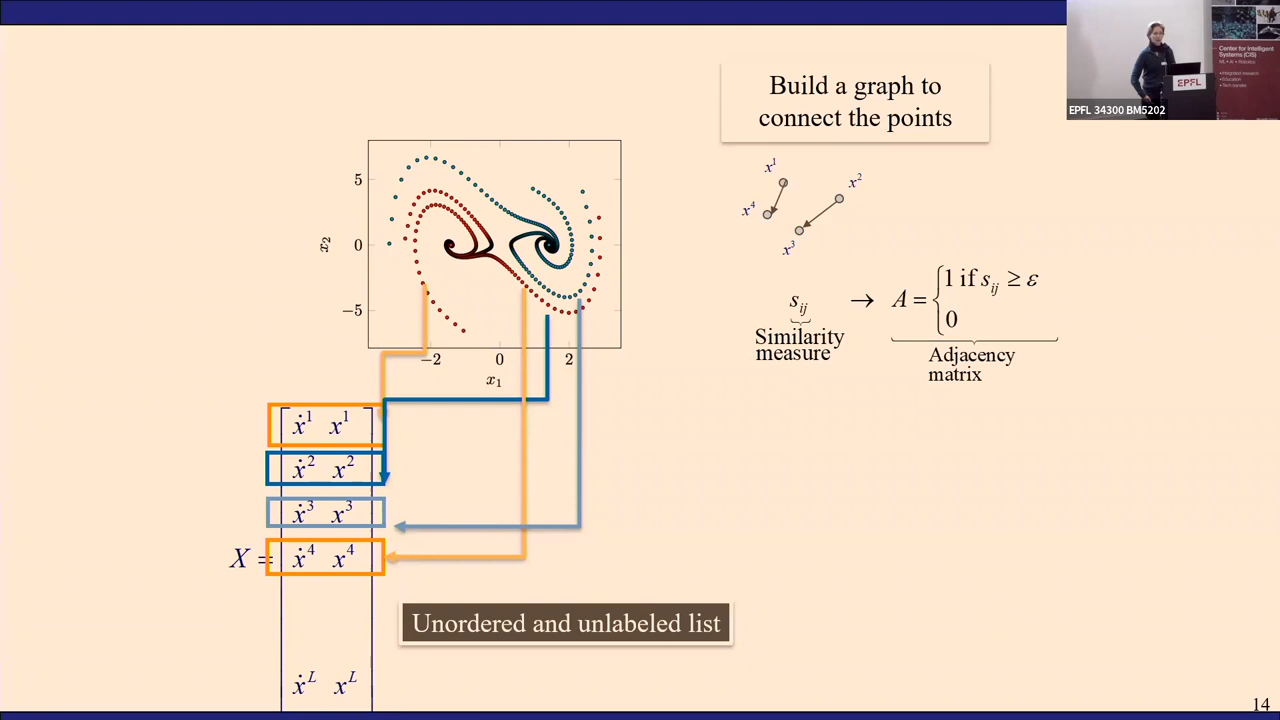 Build a graph to
connect the points
EPFL 34300 BM5202
Center for Intelligent
Systems (CIS)
EPFL
5
0
−5
x₂
−2
0
2
x₁
x¹
x²
x⁴
x³
sᵢⱼ → A = { 1 if sᵢⱼ ≥ ε
0
Similarity
measure
Adjacency
matrix
ẋ¹ x¹
ẋ² x²
ẋ³ x³
X = ẋ⁴ x⁴
Unordered and unlabeled list
ẋᴸ xᴸ
14